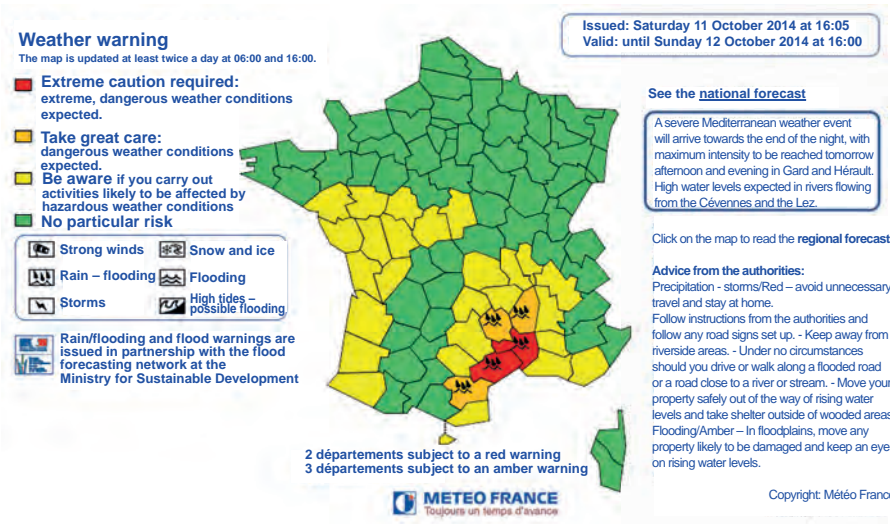 Weather warning
The map is updated at least twice a day at 06:00 and 16:00.
Extreme caution required:
extreme, dangerous weather conditions
expected.
Take great care:
dangerous weather conditions
expected.
Be aware if you carry out
activities likely to be affected by
hazardous weather conditions
No particular risk
Strong winds
Snow and ice
Rain – flooding
Flooding
Storms
High tides –
possible flooding
Rain/flooding and flood warnings are
issued in partnership with the flood
forecasting network at the
Ministry for Sustainable Development
2 départements subject to a red warning
3 départements subject to an amber warning
METEO FRANCE
Toujours un temps d'avance
Issued: Saturday 11 October 2014 at 16:05
Valid: until Sunday 12 October 2014 at 16:00
See the national forecast
A severe Mediterranean weather event
will arrive towards the end of the night, with
maximum intensity to be reached tomorrow
afternoon and evening in Gard and Hérault.
High water levels expected in rivers flowing
from the Cévennes and the Lez.
Click on the map to read the regional forecast
Advice from the authorities:
Precipitation - storms/Red – avoid unnecessary
travel and stay at home.
Follow instructions from the authorities and
follow any road signs set up. - Keep away from
riverside areas. - Under no circumstances
should you drive or walk along a flooded road
or a road close to a river or stream. - Move your
property safely out of the way of rising water
levels and take shelter outside of wooded areas
Flooding/Amber – In floodplains, move any
property likely to be damaged and keep an eye
on rising water levels.
Copyright: Météo France